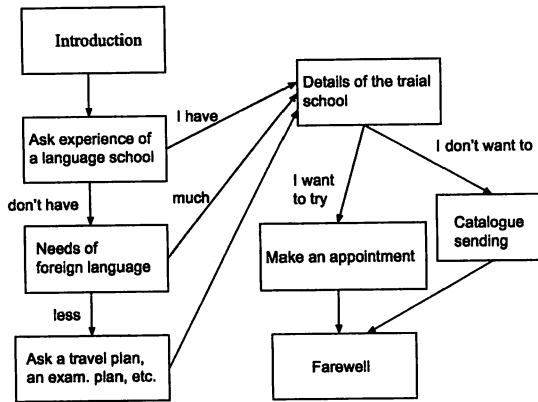 Introduction
I have
Ask experience of
a language school
don't have
much
Needs of
foreign language
less
Ask a travel plan,
an exam. plan, etc.
Details of the traial
school
I don't want to
I want
to try
Make an appointment
Catalogue
sending
Farewell